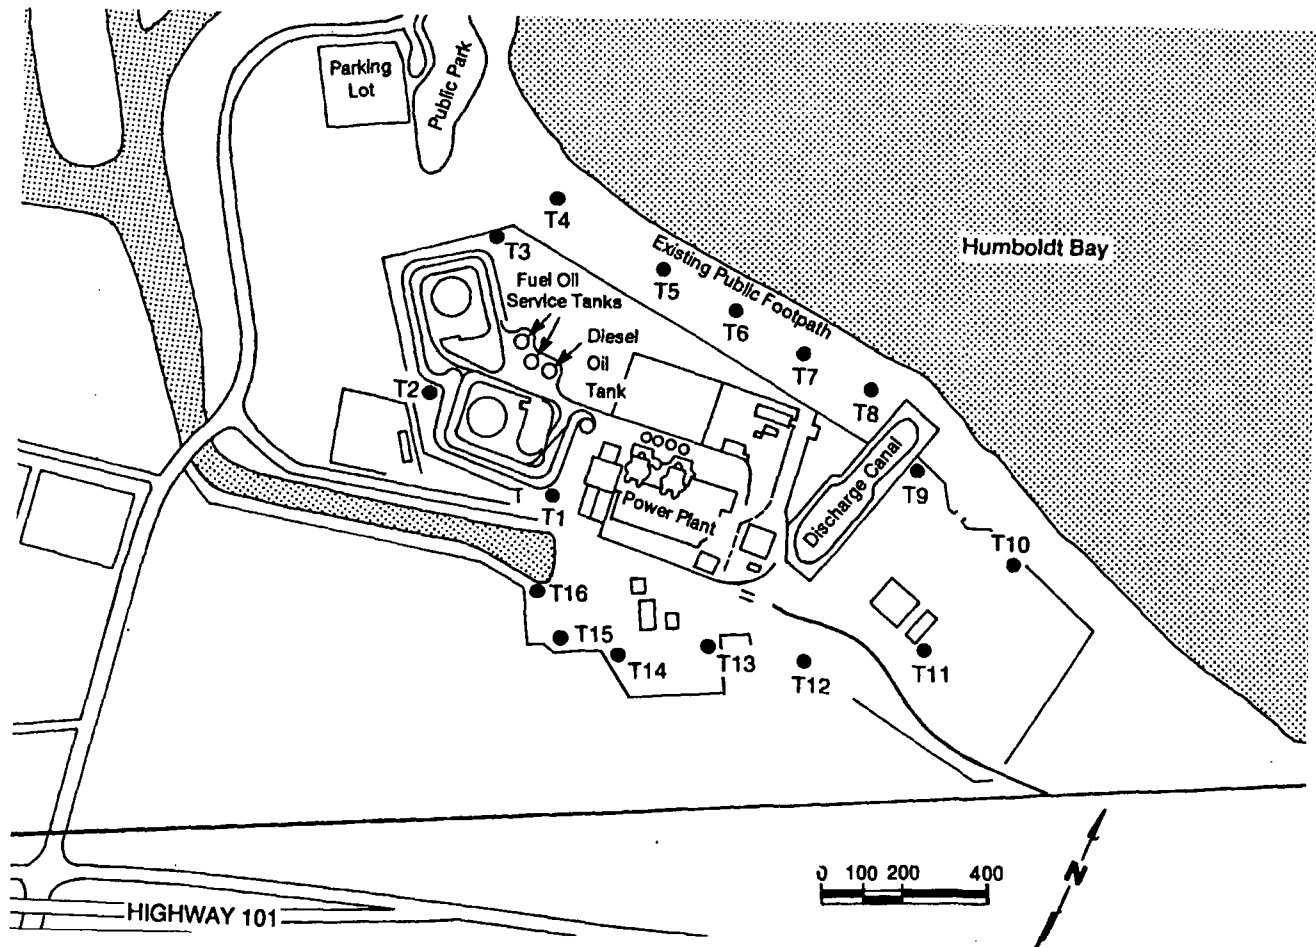 Parking
Lot
Public Park
T4
T3
Existing Public Footpath
Humboldt Bay
Fuel Oil
Service Tanks
T5
T6
Diesel
Oil
Tank
T7
T2
T8
Discharge Canal
T9
T
T1
Power Plant
T10
T16
T15
T14
T13
T12
T11
0 100 200 400
N
HIGHWAY 101